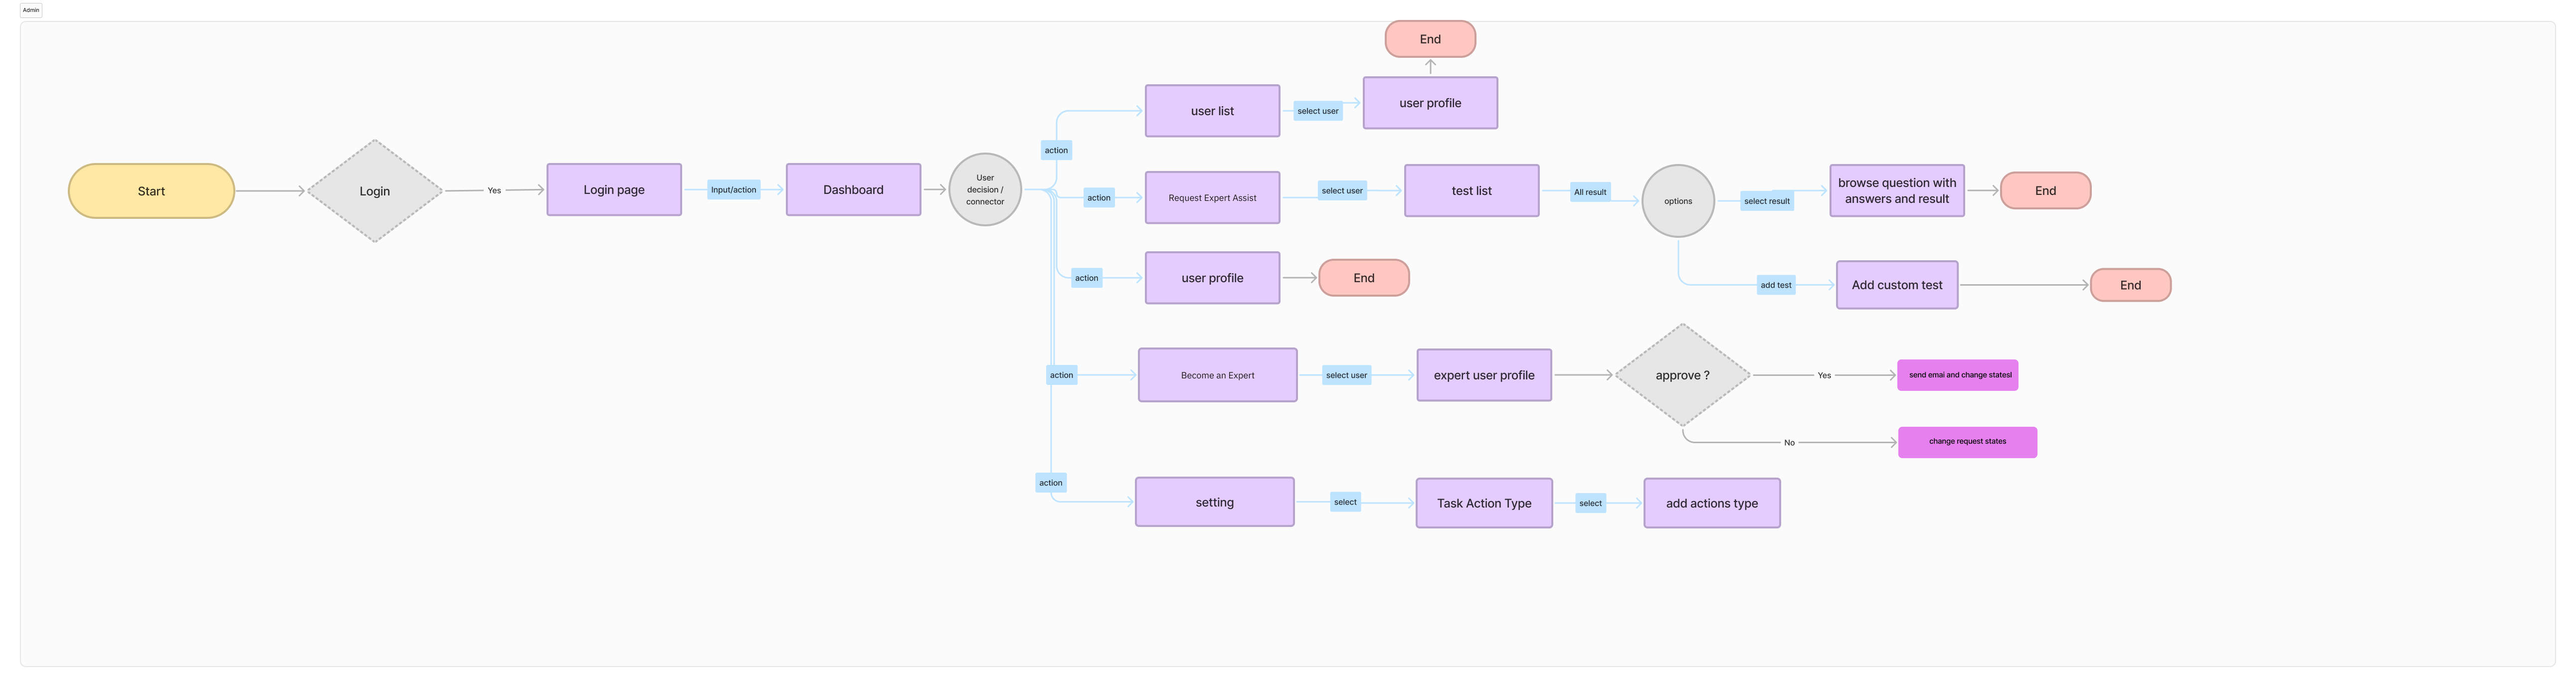 Admin
End
user list
select user
user profile
action
Start
Login
Yes
Login page
Input/action
Dashboard
User
decision /
connector
action
Request Expert Assist
select user
test list
All result
options
select result
browse question with
answers and result
End
action
user profile
End
add test
Add custom test
End
action
Become an Expert
select user
expert user profile
approve ?
Yes
send emai and change statesl
No
change request states
action
setting
select
Task Action Type
select
add actions type